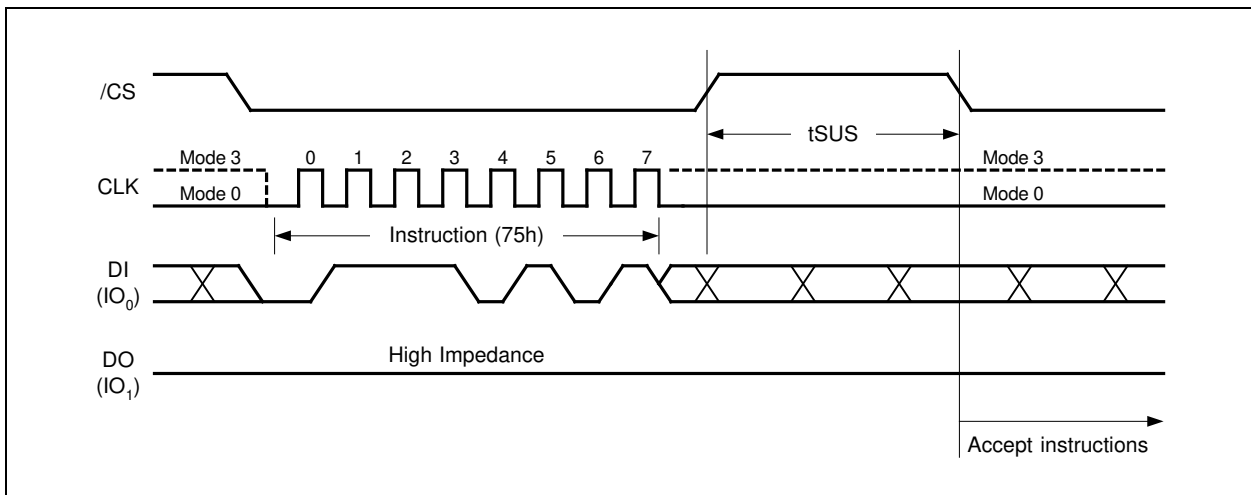 /CS
tSUS
Mode 3 0 1 2 3 4 5 6 7 Mode 3
CLK
Mode 0 Mode 0
Instruction (75h)
DI
(IO₀)
High Impedance
DO
(IO₁)
Accept instructions